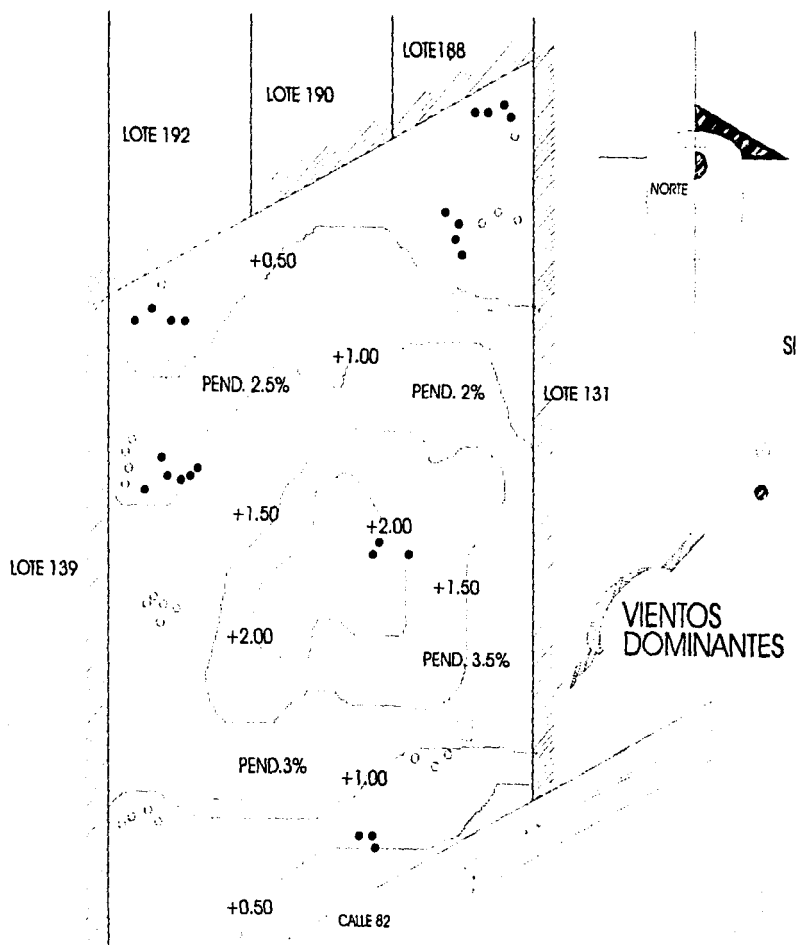 LOTE 188
LOTE 190
LOTE 192
NORTE
+0.50
+1.00
SI
PEND. 2.5%
PEND. 2%
LOTE 131
+1.50
+2.00
LOTE 139
+1.50
VIENTOS
DOMINANTES
+2.00
PEND. 3.5%
PEND.3%
+1.00
+0.50
CALLE 82